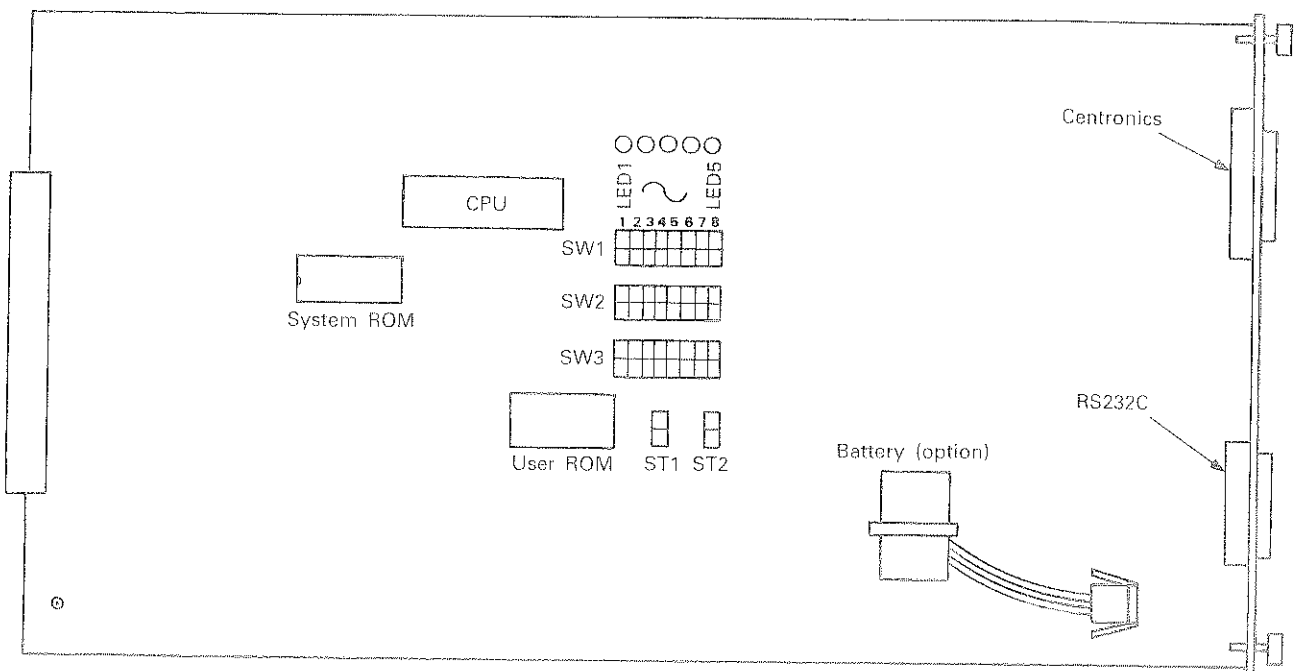 Centronics
LED1
LED5
CPU
1 2 3 4 5 6 7 8
SW1
System ROM
SW2
SW3
RS232C
User ROM
ST1
ST2
Battery (option)